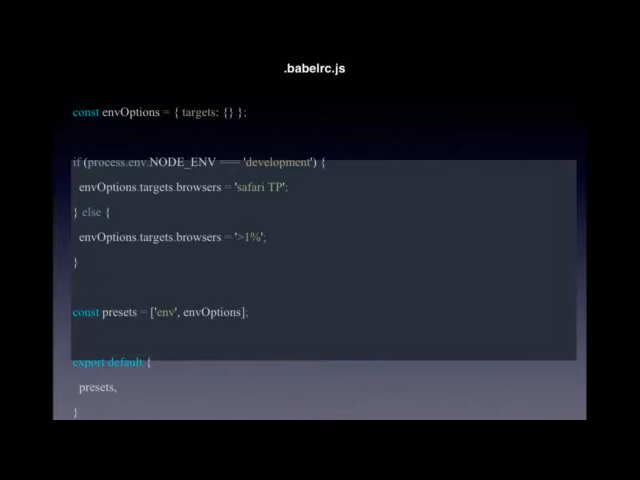 .babelrc.js
const envOptions = { targets: {} };
if (process.env.NODE_ENV === 'development') {
envOptions.targets.browsers = 'safari TP';
} else {
envOptions.targets.browsers = '>1%';
}
const presets = ['env', envOptions];
export default {
presets,
}